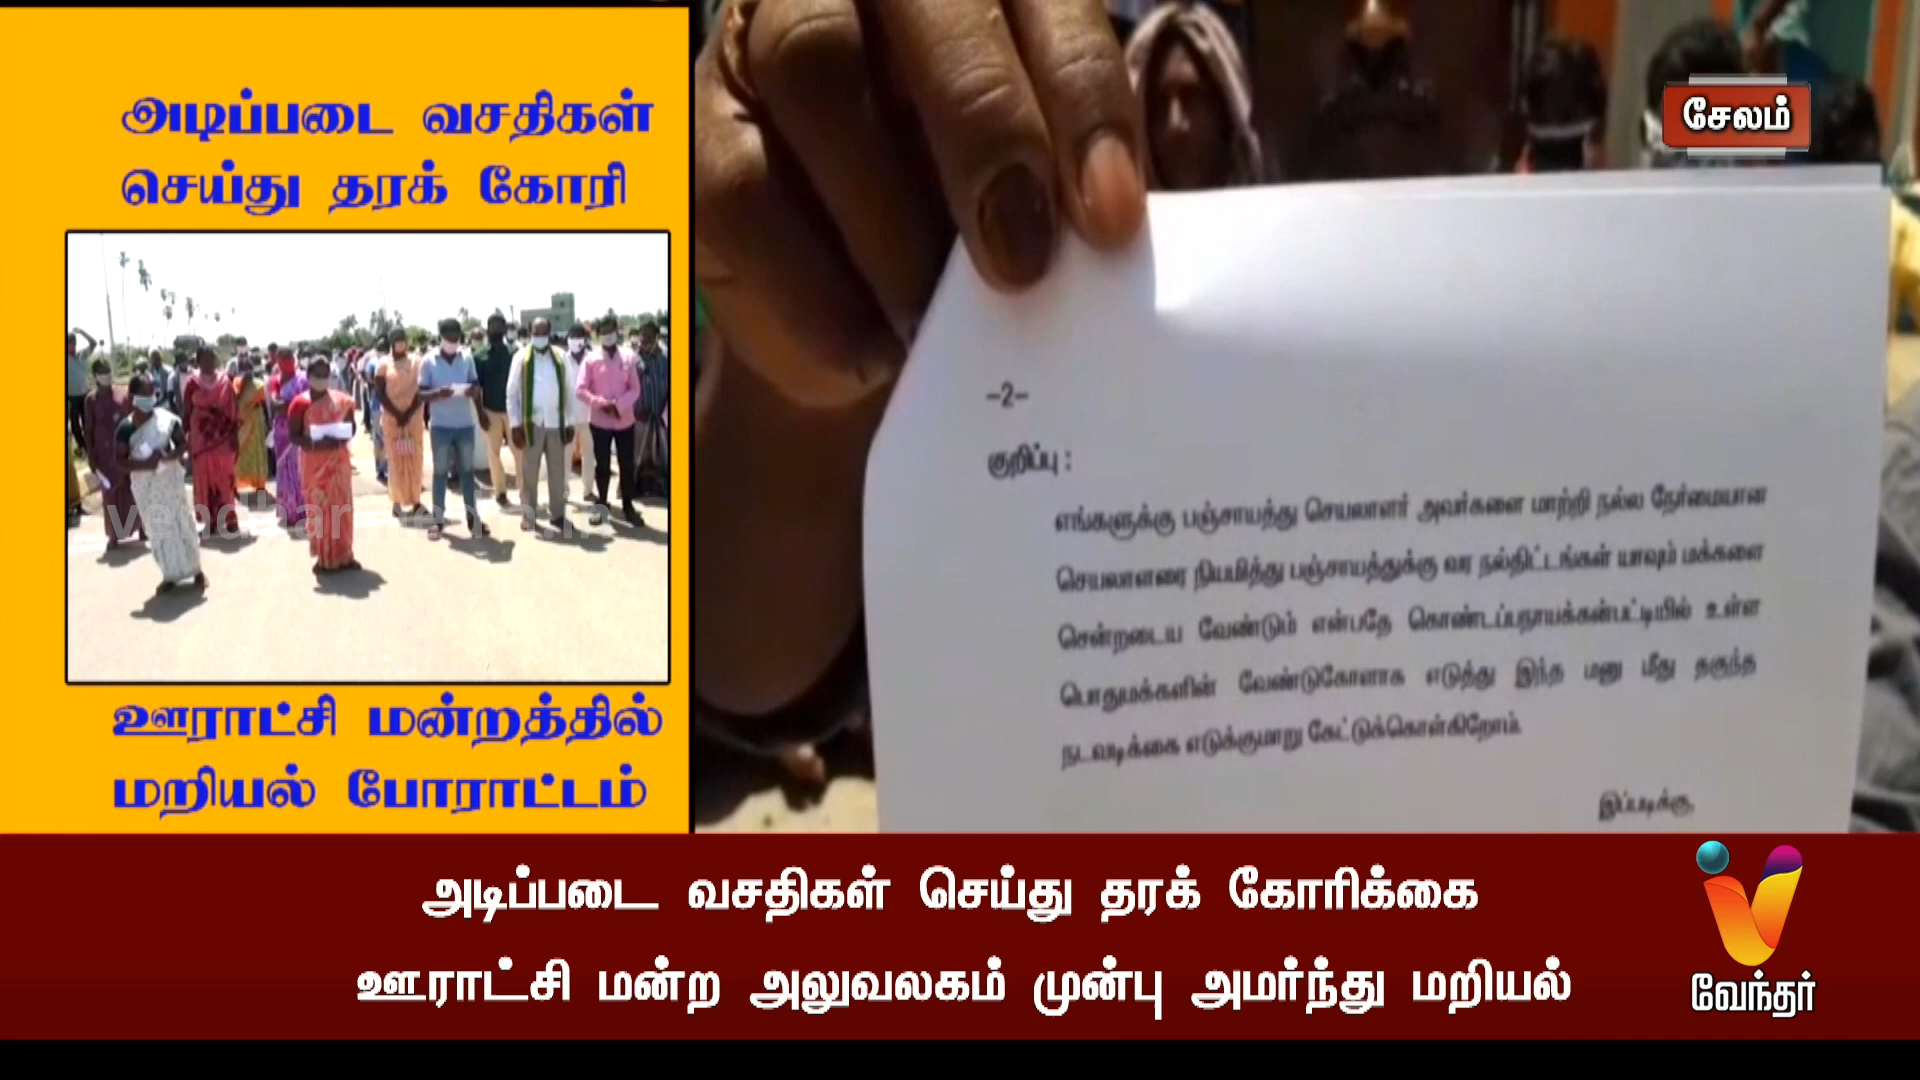 அடிப்படை வசதிகள்
செய்து தரக் கோரி
vendharmedia.in
ஊராட்சி மன்றத்தில்
மறியல் போராட்டம்
சேலம்
–2–
குறிப்பு :
எங்களுக்கு பஞ்சாயத்து செயலாளர் அவர்களை மாற்றி நல்ல நேர்மையான
செயலாளரை நியமித்து பஞ்சாயத்துக்கு வர நல்திட்டங்கள் யாவும் மக்களை
சென்றடைய வேண்டும் என்பதே கொண்டப்பநாயக்கன்பட்டியில் உள்ள
பொதுமக்களின் வேண்டுகோளாக எடுத்து இந்த மனு மீது தகுந்த
நடவடிக்கை எடுக்குமாறு கேட்டுக்கொள்கிறோம்.
இப்படிக்கு,
அடிப்படை வசதிகள் செய்து தரக் கோரிக்கை
ஊராட்சி மன்ற அலுவலகம் முன்பு அமர்ந்து மறியல்
வேந்தர்